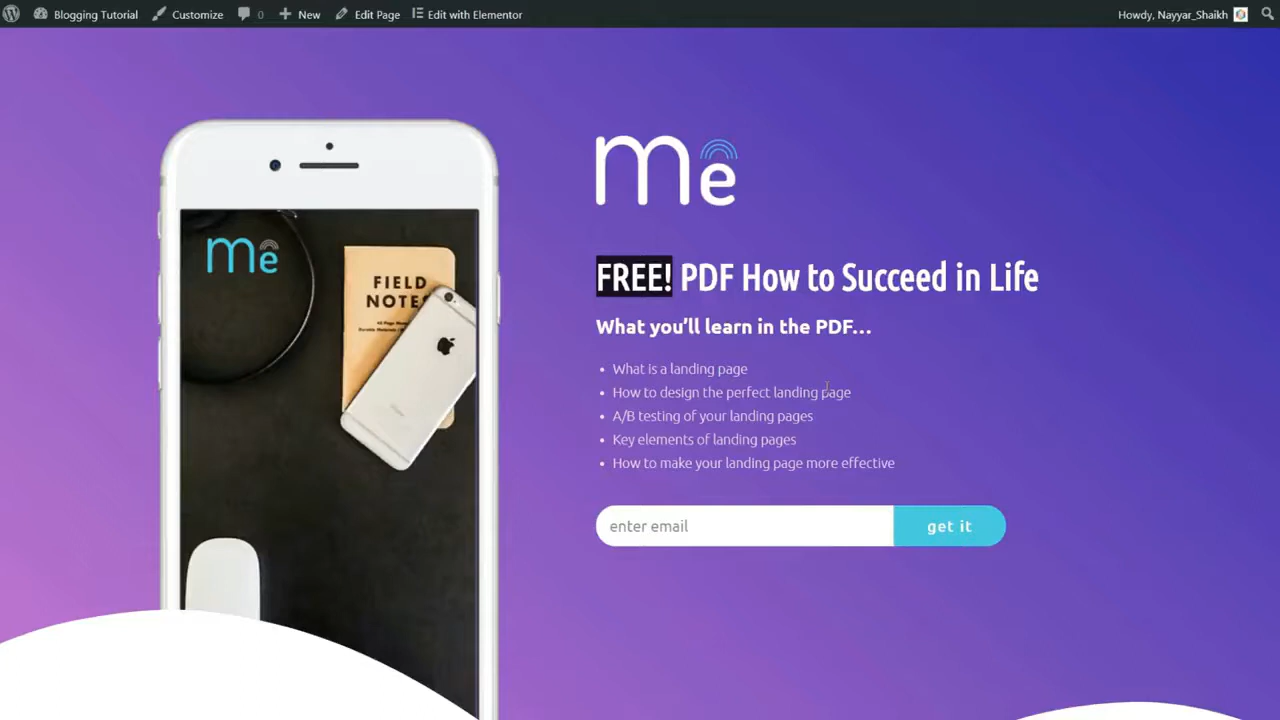 Blogging Tutorial Customize 0 New Edit Page Edit with Elementor Howdy, Nayyar_Shaikh
me
me
FIELD
NOTES
FREE! PDF How to Succeed in Life
What you'll learn in the PDF...
• What is a landing page
• How to design the perfect landing page
• A/B testing of your landing pages
• Key elements of landing pages
• How to make your landing page more effective
enter email get it